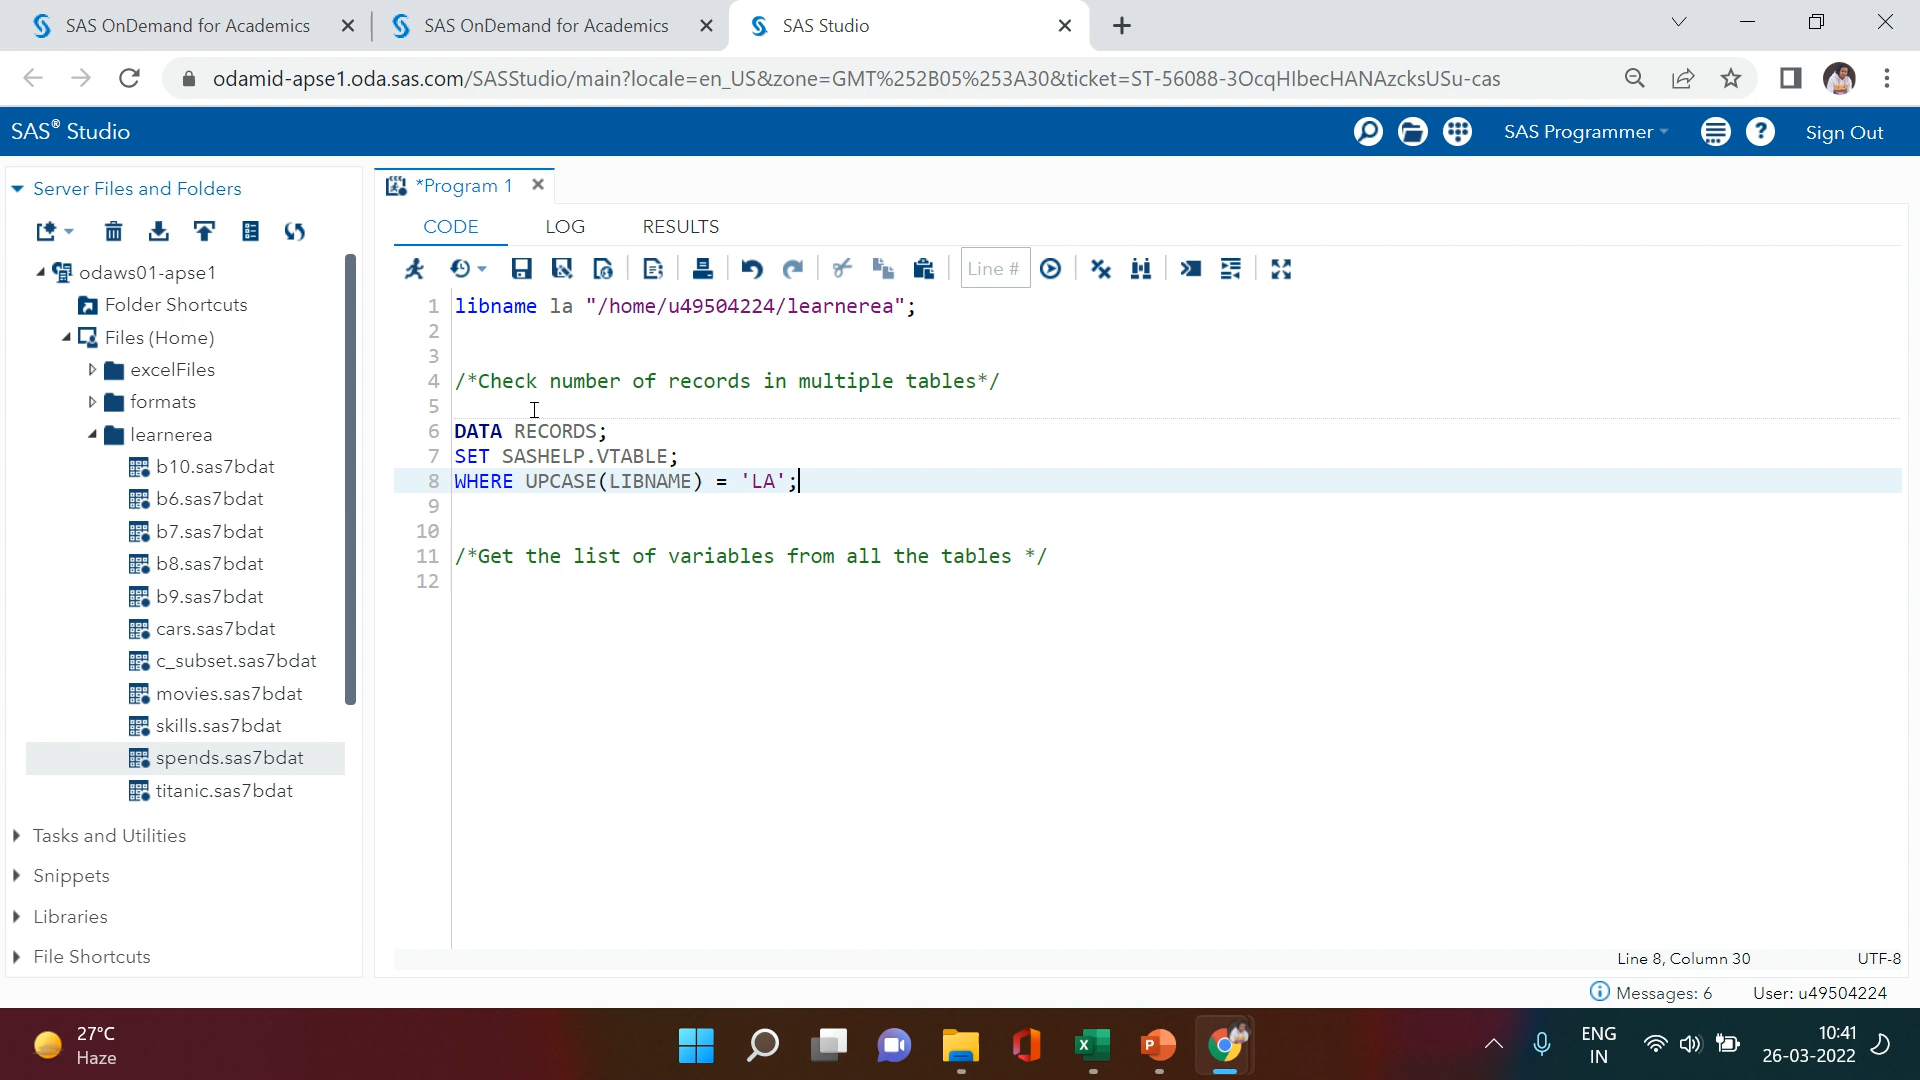 SAS OnDemand for Academics SAS OnDemand for Academics SAS Studio
odamid-apse1.oda.sas.com/SASStudio/main?locale=en_US&zone=GMT%252B05%253A30&ticket=ST-56088-3OcqHIbecHANAzcksUSu-cas
SAS® Studio SAS Programmer Sign Out
Server Files and Folders
*Program 1
CODE LOG RESULTS
Line #
odaws01-apse1
Folder Shortcuts
Files (Home)
excelFiles
formats
learnerea
b10.sas7bdat
b6.sas7bdat
b7.sas7bdat
b8.sas7bdat
b9.sas7bdat
cars.sas7bdat
c_subset.sas7bdat
movies.sas7bdat
skills.sas7bdat
spends.sas7bdat
titanic.sas7bdat
Tasks and Utilities
Snippets
Libraries
File Shortcuts
1 libname la "/home/u49504224/learnerea";
2
3
4 /*Check number of records in multiple tables*/
5
6 DATA RECORDS;
7 SET SASHELP.VTABLE;
8 WHERE UPCASE(LIBNAME) = 'LA';
9
10
11 /*Get the list of variables from all the tables */
12
Line 8, Column 30 UTF-8
Messages: 6 User: u49504224
27°C
Haze
ENG
IN
10:41
26-03-2022